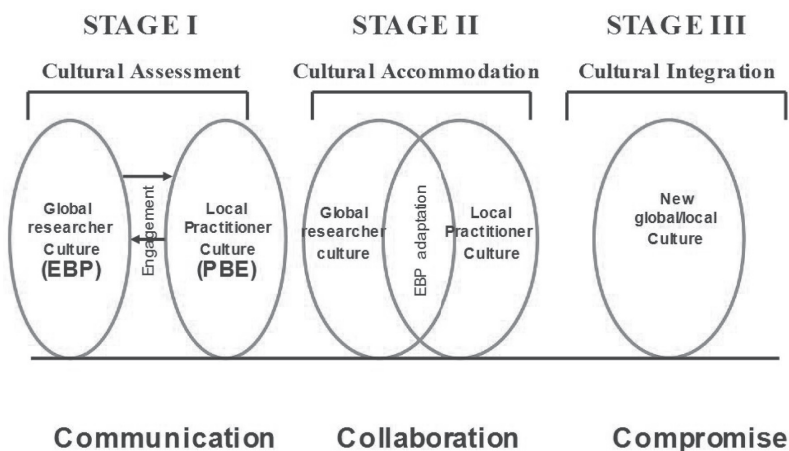 STAGE I
STAGE II
STAGE III
Cultural Assessment
Cultural Accommodation
Cultural Integration
Global
researcher
Culture
(EBP)
Engagement
Local
Practitioner
Culture
(PBE)
Global
researcher
culture
EBP adaptation
Local
Practitioner
Culture
New
global/local
Culture
Communication
Collaboration
Compromise